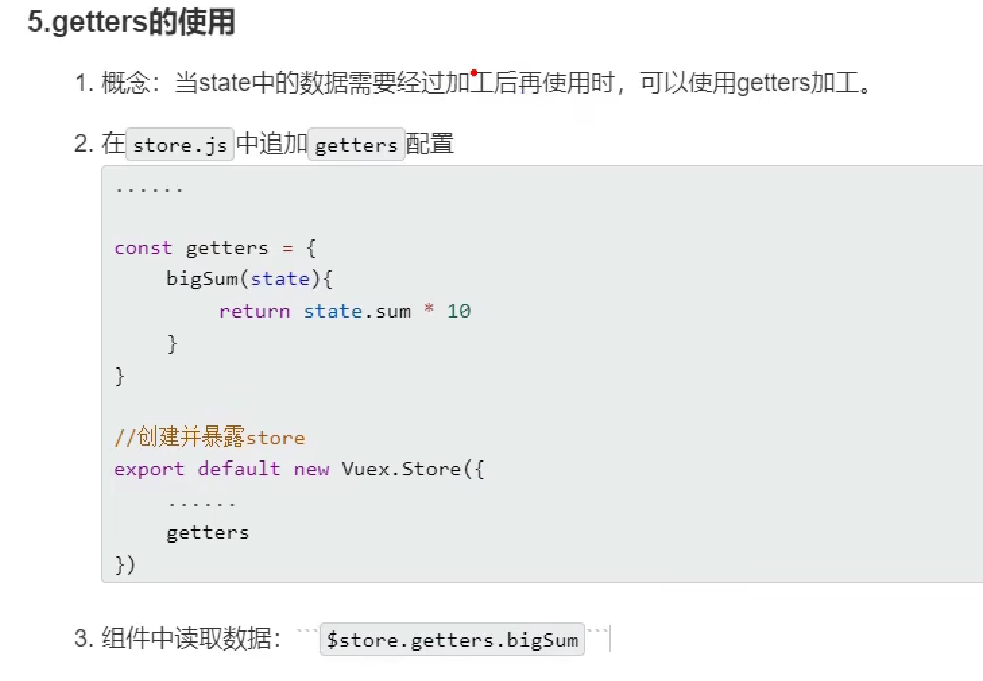 5.getters的使用
1. 概念：当state中的数据需要经过加工后再使用时，可以使用getters加工。
2. 在store.js中追加getters配置
......
const getters = {
bigSum(state){
return state.sum * 10
}
}
//创建并暴露store
export default new Vuex.Store({
......
getters
})
3. 组件中读取数据：```$store.getters.bigSum```